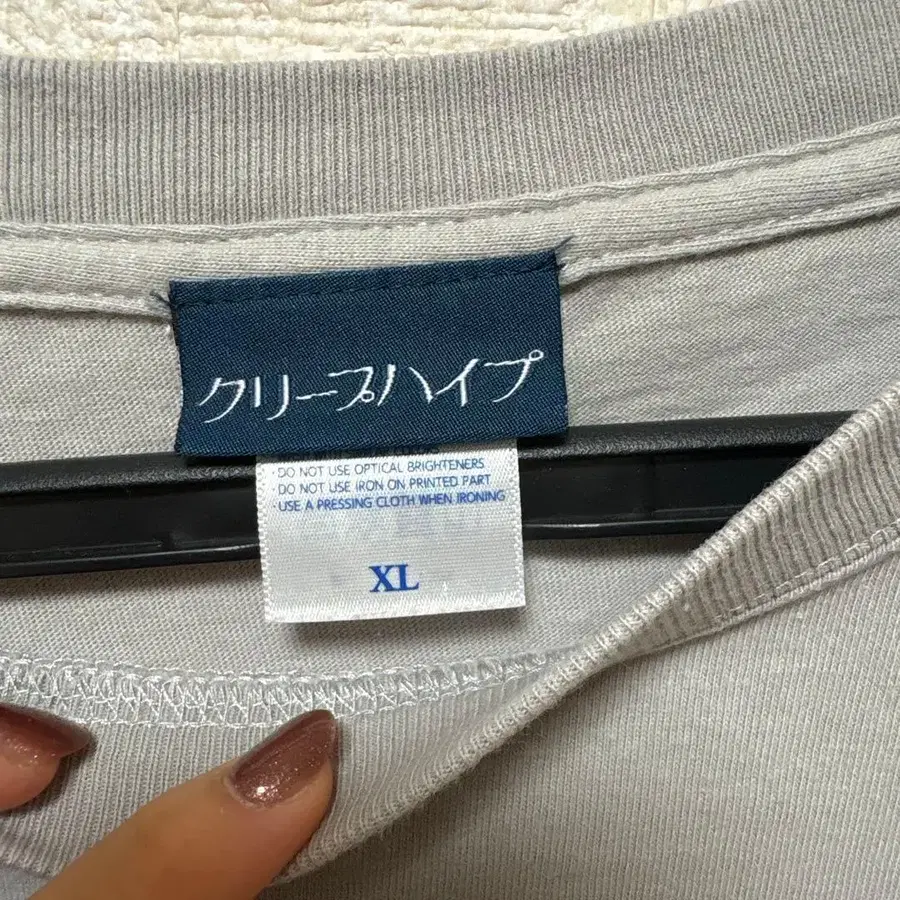 クリープハイプ
·DO NOT USE OPTICAL BRIGHTENERS
·DO NOT USE IRON ON PRINTED PART
·USE A PRESSING CLOTH WHEN IRONING
XL